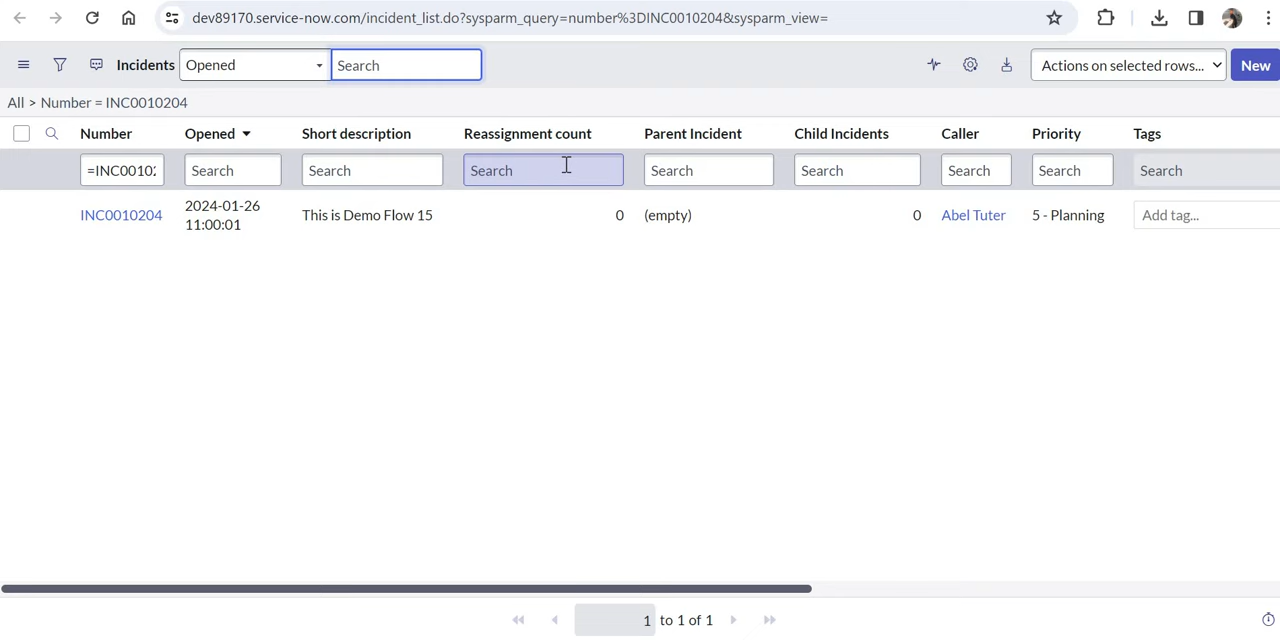 dev89170.service-now.com/incident_list.do?sysparm_query=number%3DINC0010204&sysparm_view=
Incidents Opened Search Actions on selected rows... New
All > Number = INC0010204
Number Opened Short description Reassignment count Parent Incident Child Incidents Caller Priority Tags
=INC00102 Search Search Search Search Search Search Search Search
INC0010204 2024-01-26 11:00:01 This is Demo Flow 15 0 (empty) 0 Abel Tuter 5 - Planning Add tag...
1 to 1 of 1